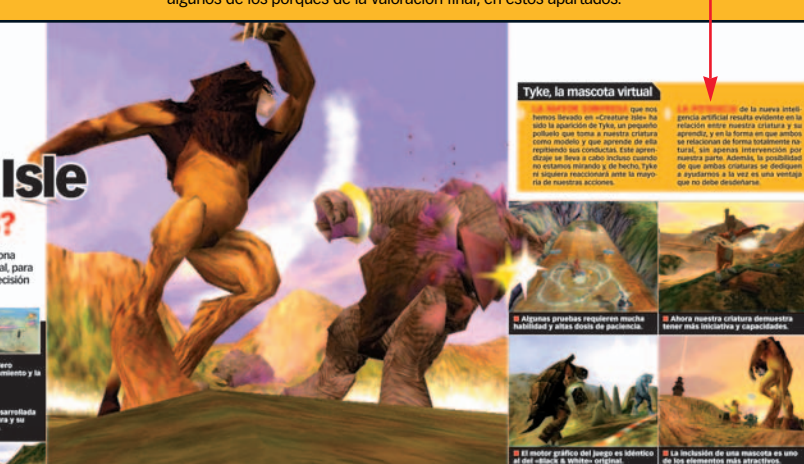 algunos de los porqués de la valoración final, en estos apartados.
Isle
?
ona
al, para
ecisión
ero
amiento y la
sarrollada
ra y su
Tyke, la mascota virtual
LA MAYOR SORPRESA que nos
hemos llevado en «Creature Isle» ha
sido la aparición de Tyke, un pequeño
polluelo que toma a nuestra criatura
como modelo y que aprende de ella
repitiendo sus conductas. Este apren-
dizaje se lleva a cabo incluso cuando
no estamos mirando y, de hecho, Tyke
ni siquiera reaccionará ante la mayo-
ría de nuestras acciones.
LA POTENCIA de la nueva inteli-
gencia artificial resulta evidente en la
relación entre nuestra criatura y su
aprendiz, y en la forma en que ambos
se relacionan de forma totalmente na-
tural, sin apenas intervención por
nuestra parte. Además, la posibilidad
de que ambas criaturas se dediquen
a ayudarnos a la vez es una ventaja
que no debe desdeñarse.
Algunas pruebas requieren mucha
habilidad y altas dosis de paciencia.
Ahora nuestra criatura demuestra
tener más iniciativa y capacidades.
El motor gráfico del juego es idéntico
al del «Black & White» original.
La inclusión de una mascota es uno
de los elementos más atractivos.